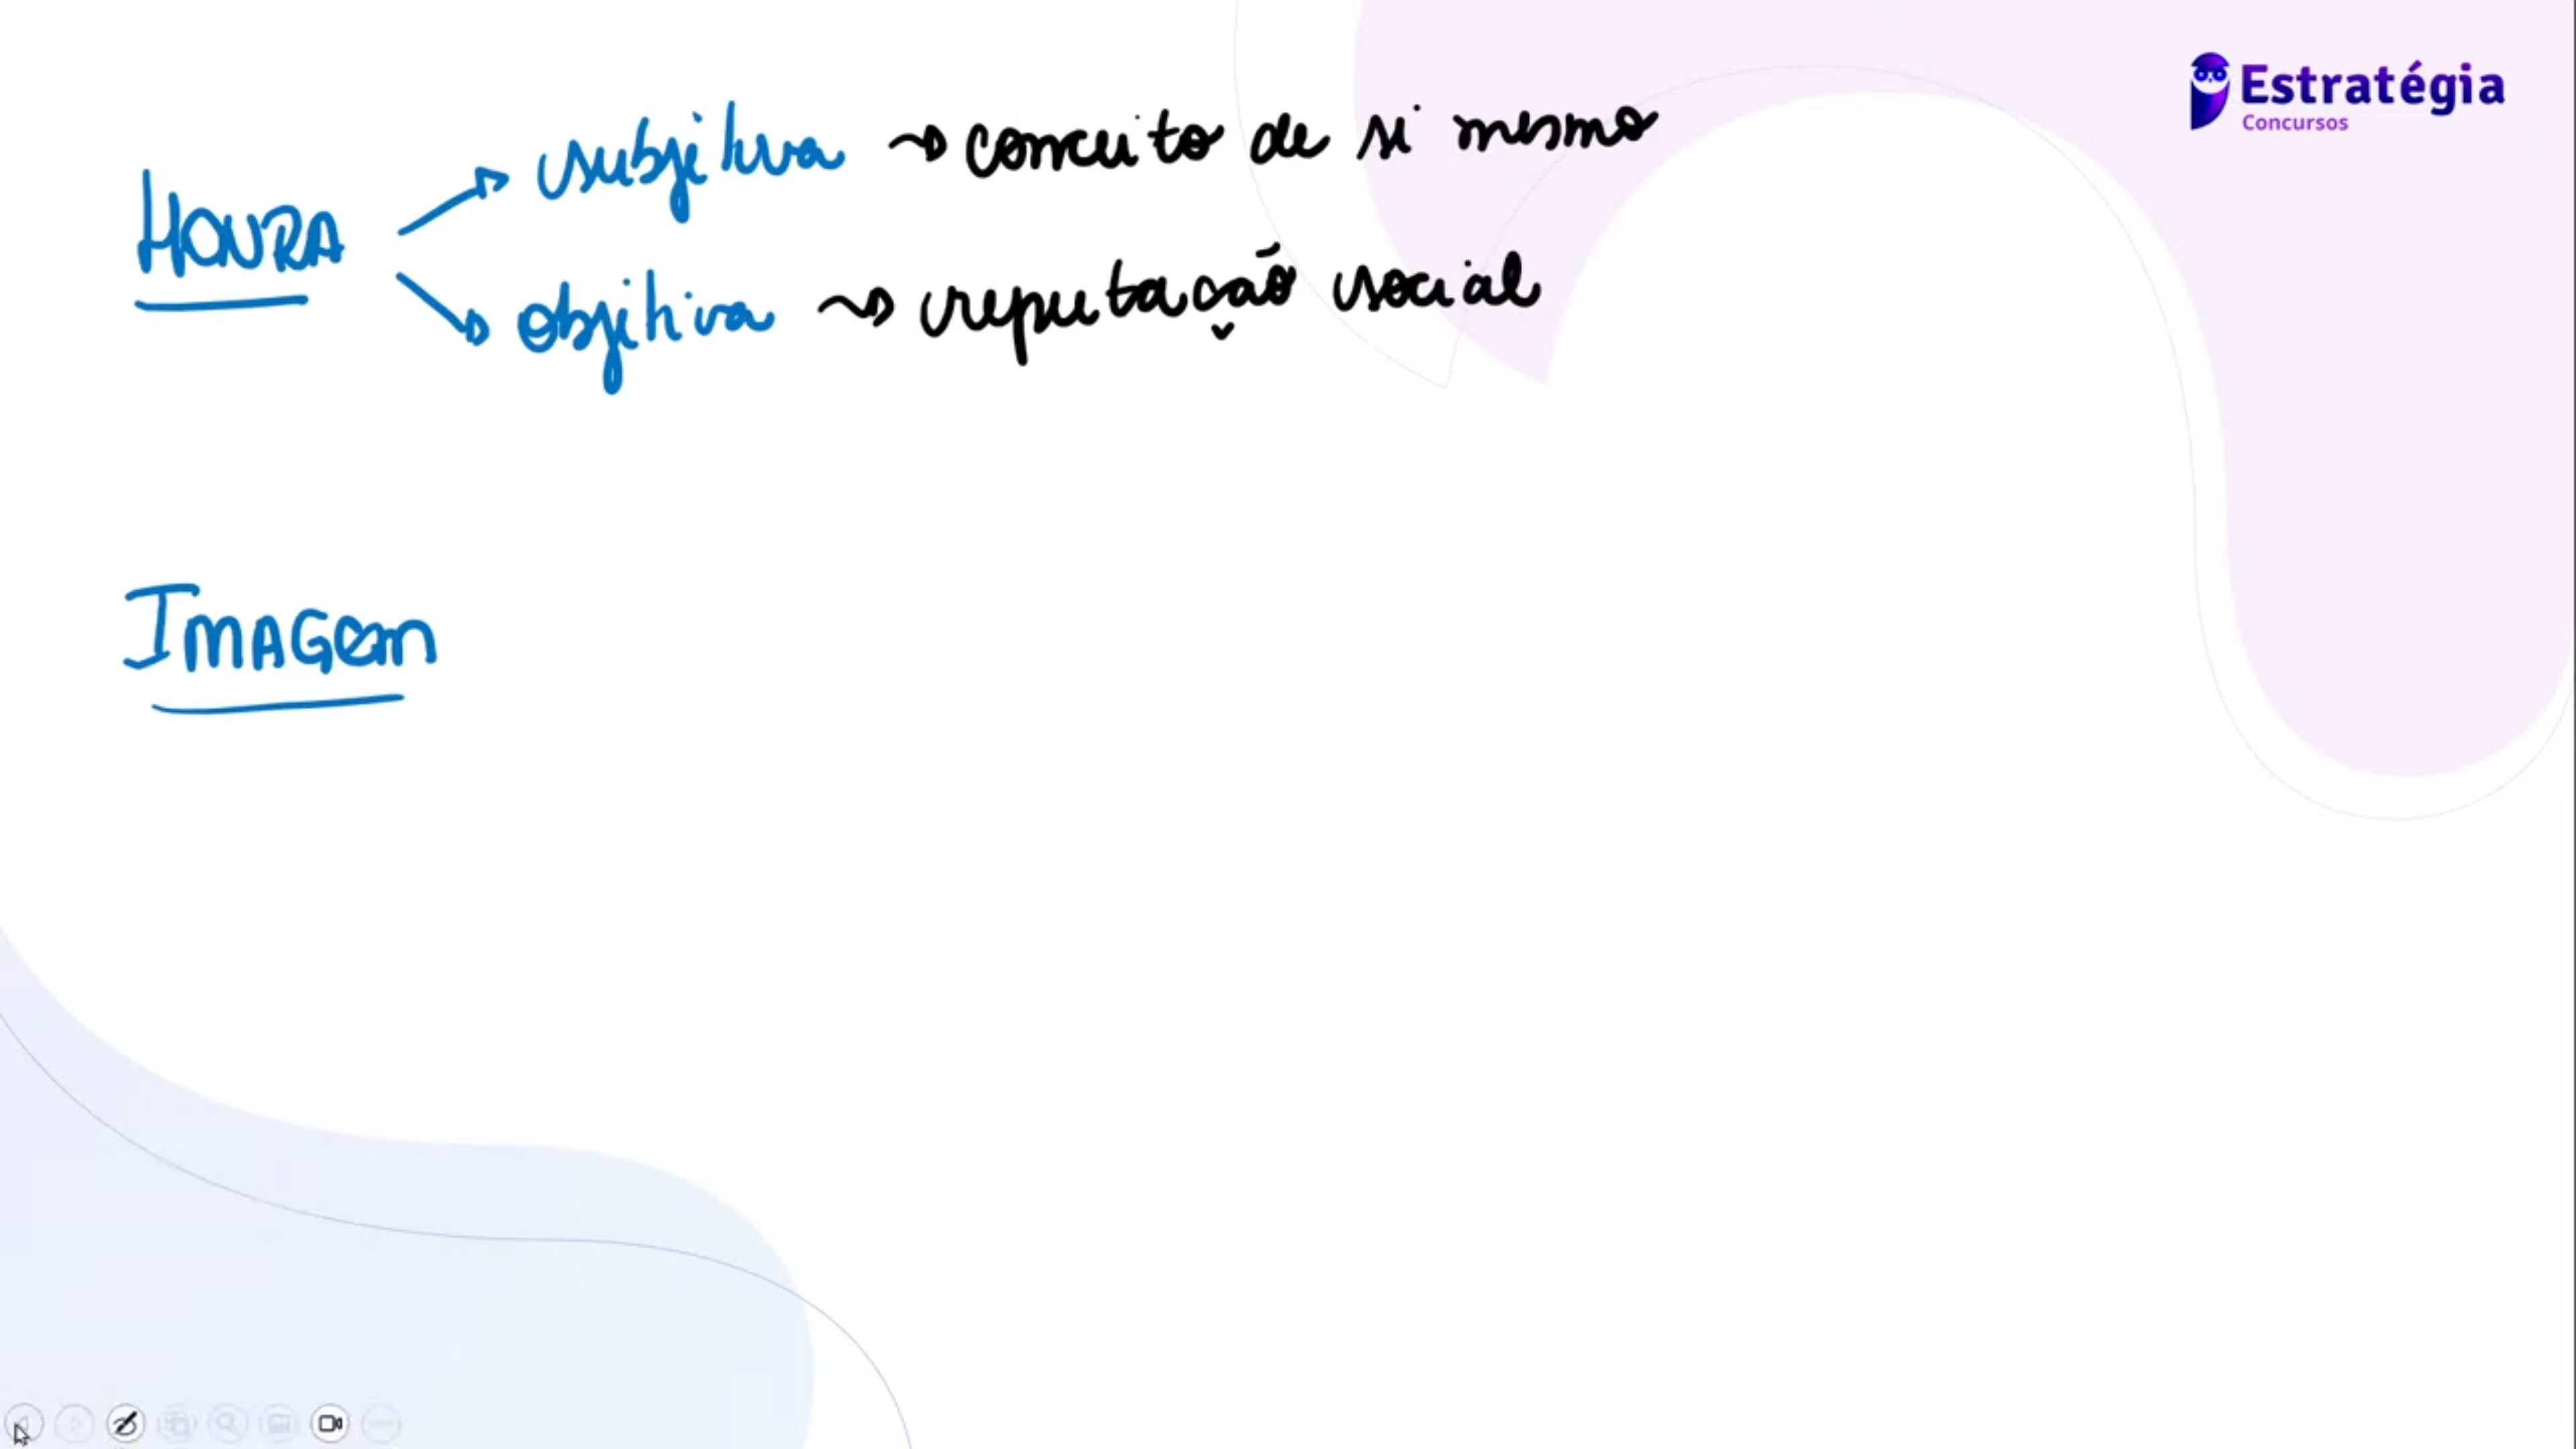 Estratégia
Concursos
HONRA
subjetiva → conceito de si mesmo
objetiva → reputação social
IMAGem